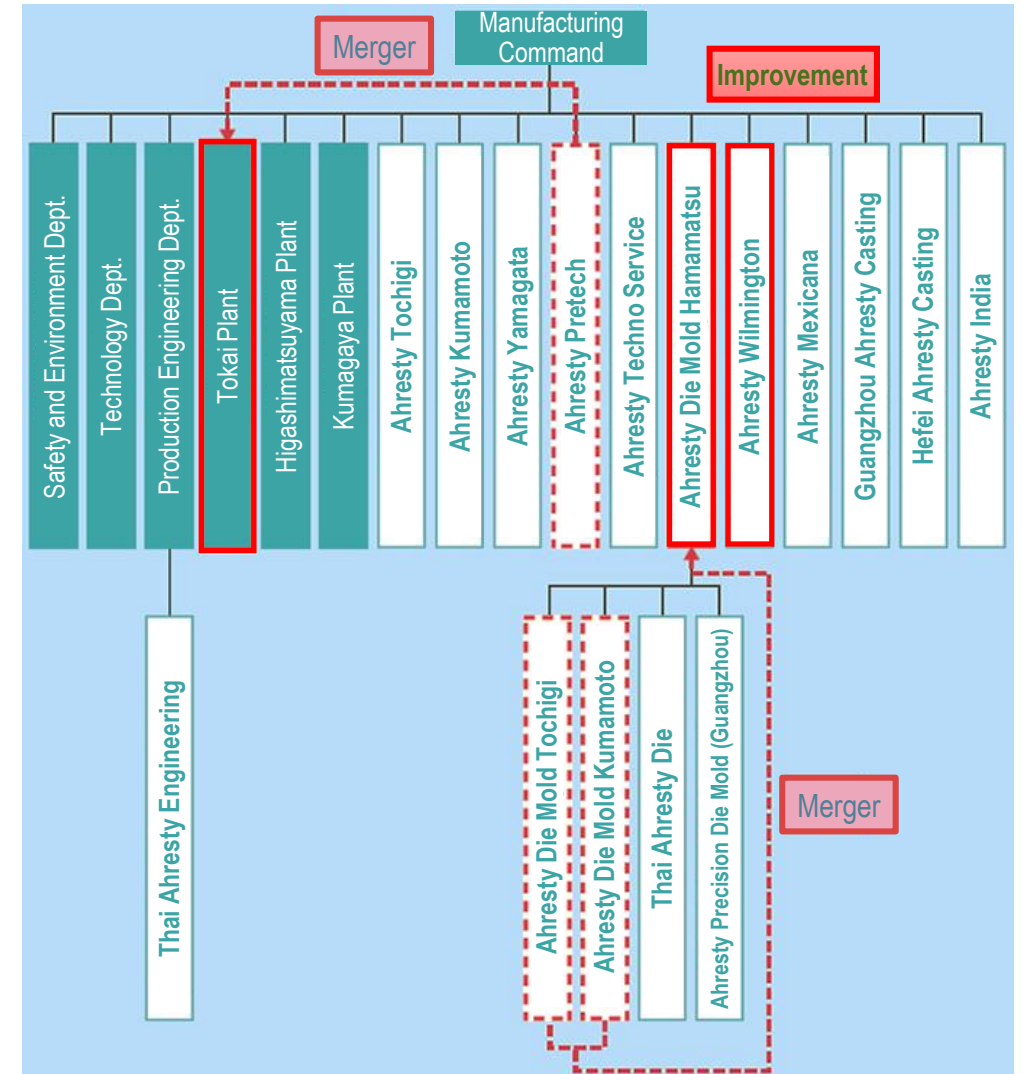 Manufacturing
Command
Merger
Improvement
Safety and Environment Dept.
Technology Dept.
Production Engineering Dept.
Tokai Plant
Higashimatsuyama Plant
Kumagaya Plant
Ahresty Tochigi
Ahresty Kumamoto
Ahresty Yamagata
Ahresty Pretech
Ahresty Techno Service
Ahresty Die Mold Hamamatsu
Ahresty Wilmington
Ahresty Mexicana
Guangzhou Ahresty Casting
Hefei Ahresty Casting
Ahresty India
Thai Ahresty Engineering
Ahresty Die Mold Tochigi
Ahresty Die Mold Kumamoto
Thai Ahresty Die
Ahresty Precision Die Mold (Guangzhou)
Merger